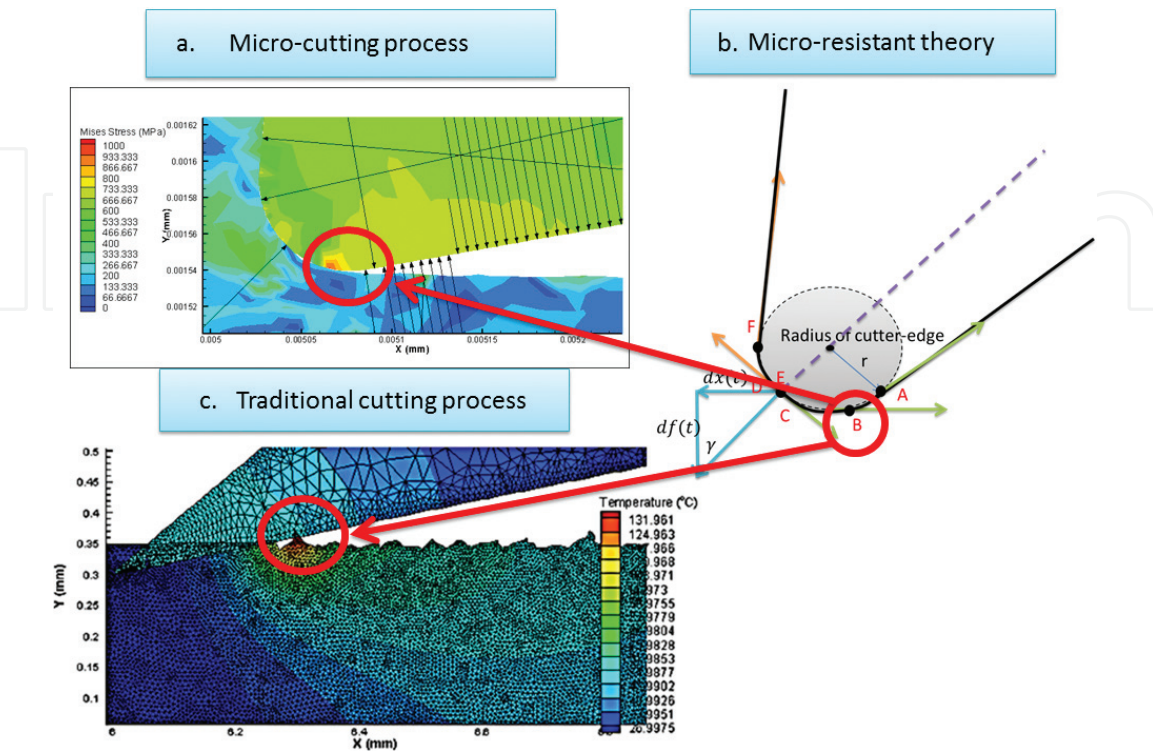 a. Micro-cutting process
b. Micro-resistant theory
Mises Stress (MPa)
1000
933.333
866.667
800
733.333
666.667
600
533.333
466.667
400
333.333
266.667
200
133.333
66.6667
0
Y (mm)
0.00162
0.0016
0.00158
0.00156
0.00154
0.00152
0.005
0.00505
0.0051
0.00515
0.0052
X (mm)
F
Radius of cutter-edge
r
E
D
A
C
B
dx(t)
df(t)
γ
c. Traditional cutting process
Y (mm)
0.5
0.45
0.4
0.35
0.3
0.25
0.2
0.15
0.1
6
6.2
6.4
6.6
X (mm)
Temperature (°C)
131.961
124.963